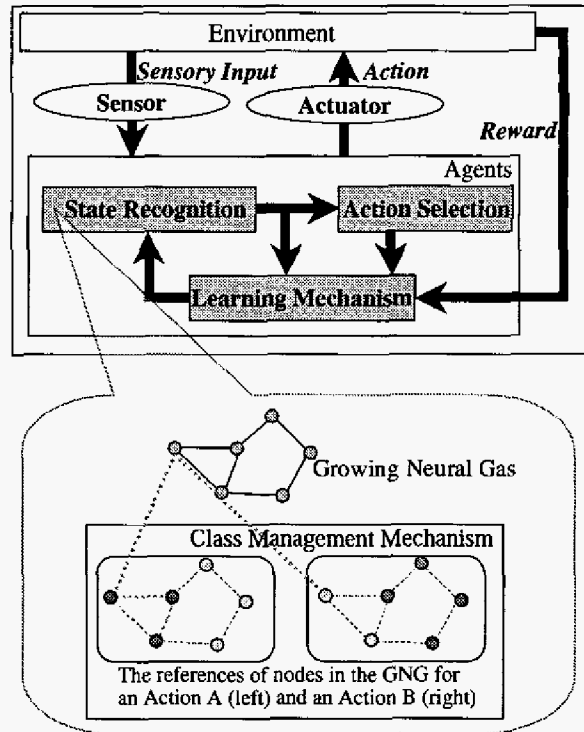 Environment
Sensory Input
Action
Sensor
Actuator
Reward
Agents
State Recognition
Action Selection
Learning Mechanism
Growing Neural Gas
Class Management Mechanism
The references of nodes in the GNG for
an Action A (left) and an Action B (right)